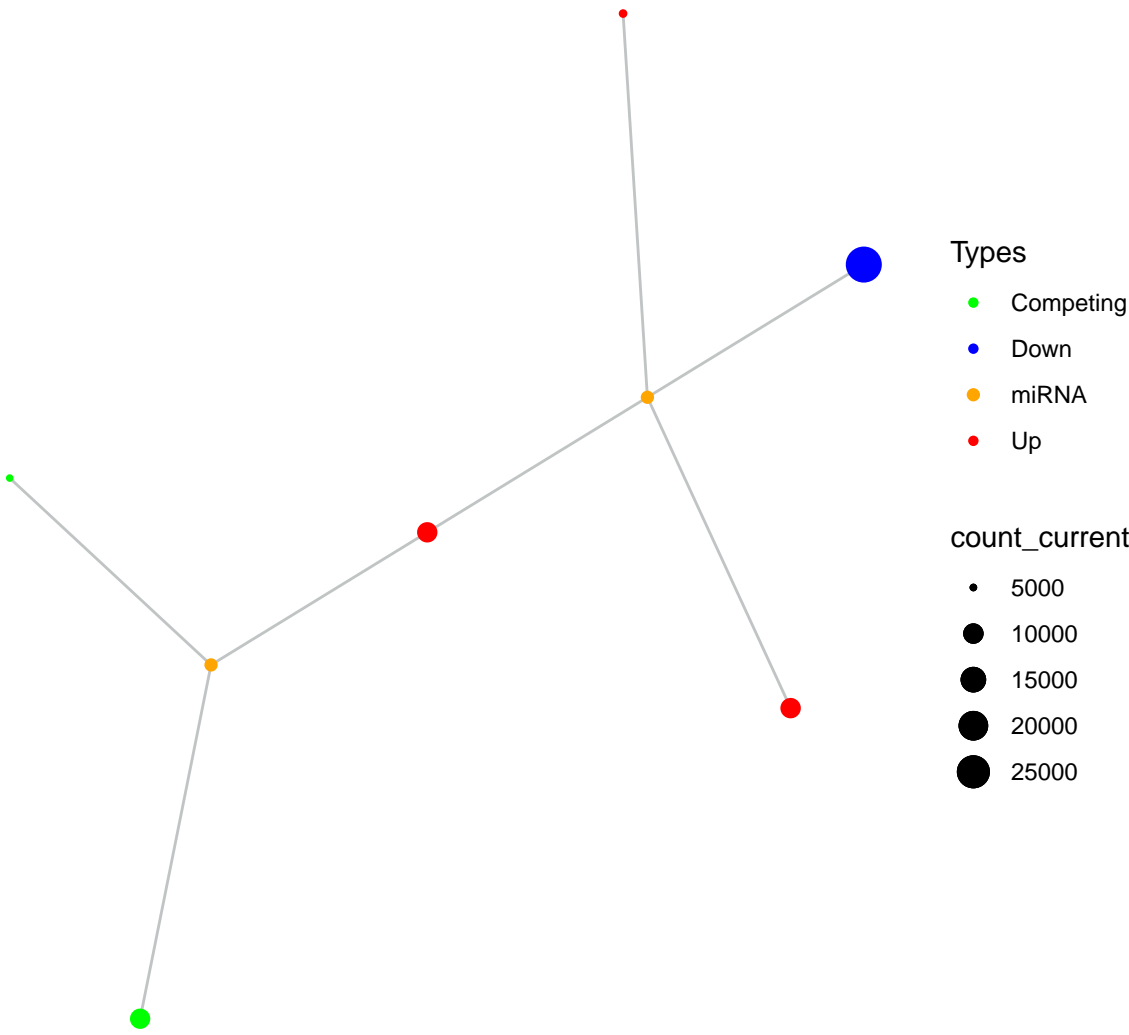 Types
Competing
Down
miRNA
Up
count_current
5000
10000
15000
20000
25000